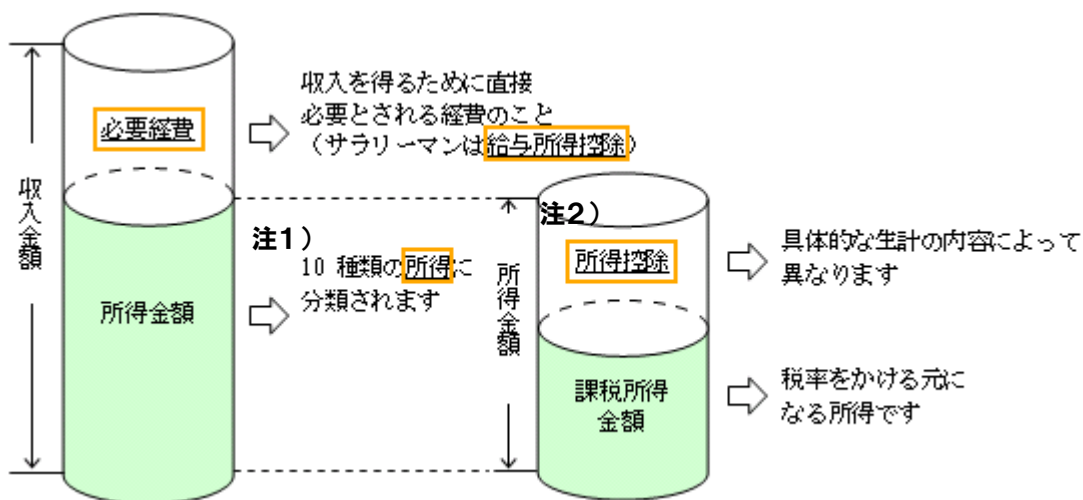 収入金額
必要経費
収入を得るために直接
必要とされる経費のこと
（サラリーマンは給与所得控除）
所得金額
注1）
10 種類の所得に
分類されます
所得金額
注2）
所得控除
具体的な生計の内容によって
異なります
課税所得
金額
税率をかける元に
なる所得です